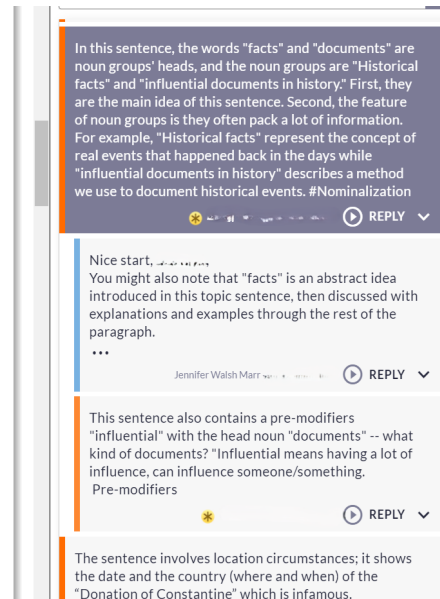 In this sentence, the words "facts" and "documents" are
noun groups' heads, and the noun groups are "Historical
facts" and "influential documents in history." First, they
are the main idea of this sentence. Second, the feature
of noun groups is they often pack a lot of information.
For example, "Historical facts" represent the concept of
real events that happened back in the days while
"influential documents in history" describes a method
we use to document historical events. #Nominalization
REPLY
Nice start,
You might also note that "facts" is an abstract idea
introduced in this topic sentence, then discussed with
explanations and examples through the rest of the
paragraph.
...
Jennifer Walsh Marr
REPLY
This sentence also contains a pre-modifiers
"influential" with the head noun "documents" -- what
kind of documents? "Influential means having a lot of
influence, can influence someone/something.
Pre-modifiers
REPLY
The sentence involves location circumstances; it shows
the date and the country (where and when) of the
"Donation of Constantine" which is infamous.